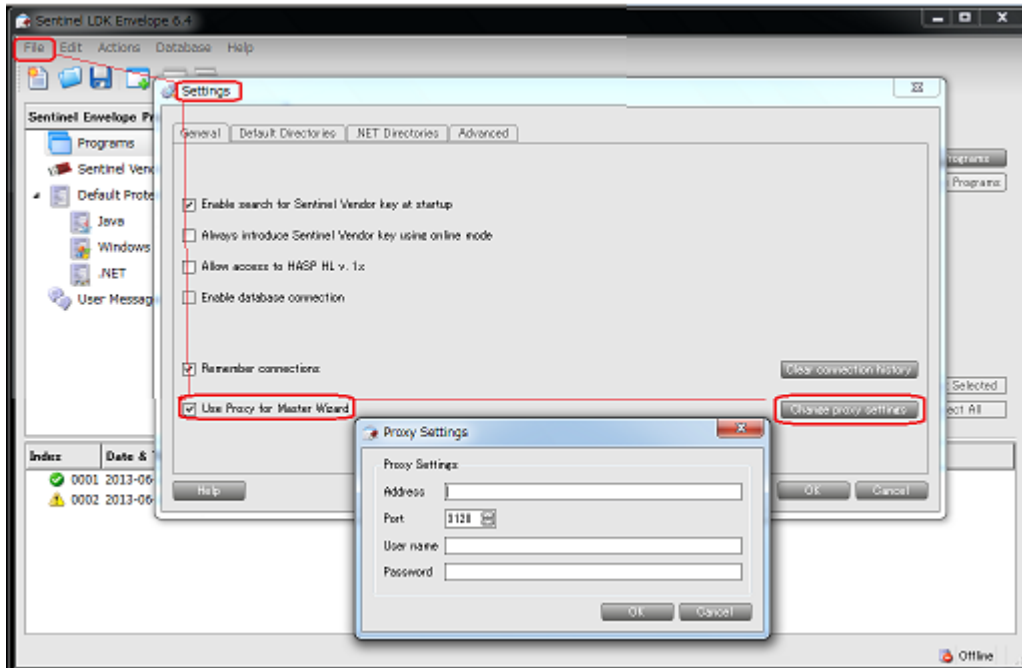 Sentinel LDK Envelope 6.4
File Edit Actions Database Help
Settings
Sentinel Envelope Pr
Programs
Sentinel Vend
Default Prote
Java
Windows
.NET
User Messag
General Default Directories .NET Directories Advanced
Enable search for Sentinel Vendor key at startup
Always introduce Sentinel Vendor key using online mode
Allow access to HASP HL v. 1x
Enable database connection
Remember connections
Clear connection history
Use Proxy for Master Wizard
Change proxy settings
Help
OK Cancel
rograms
Programs
Selected
ect All
Index Date &
0001 2013-06
0002 2013-06
Proxy Settings
Proxy Settings
Address
Port 3128
User name
Password
OK Cancel
Offline